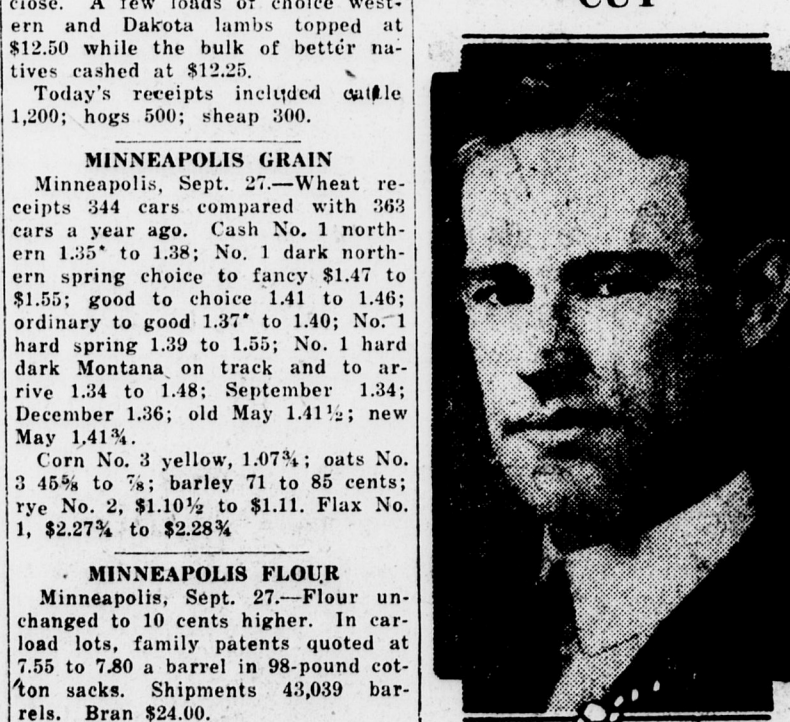 close. A few loads of choice west-
ern and Dakota lambs topped at
$12.50 while the bulk of better na-
tives cashed at $12.25.
Today's receipts included cattle
1,200; hogs 500; sheap 300.
MINNEAPOLIS GRAIN
Minneapolis, Sept. 27.—Wheat re-
ceipts 344 cars compared with 363
cars a year ago. Cash No. 1 north-
ern 1.35* to 1.38; No. 1 dark north-
ern spring choice to fancy $1.47 to
$1.55; good to choice 1.41 to 1.46;
ordinary to good 1.37* to 1.40; No. 1
hard spring 1.39 to 1.55; No. 1 hard
dark Montana on track and to ar-
rive 1.34 to 1.48; September 1.34;
December 1.36; old May 1.41½; new
May 1,41¾.
Corn No. 3 yellow, 1.07¾; oats No.
3 45⅝ to ⅞; barley 71 to 85 cents;
rye No. 2, $1.10½ to $1.11. Flax No.
1, $2.27¾ to $2.28¾
MINNEAPOLIS FLOUR
Minneapolis, Sept. 27.—Flour un-
changed to 10 cents higher. In car-
load lots, family patents quoted at
7.55 to 7.80 a barrel in 98-pound cot-
ton sacks. Shipments 43,039 bar-
rels. Bran $24.00.